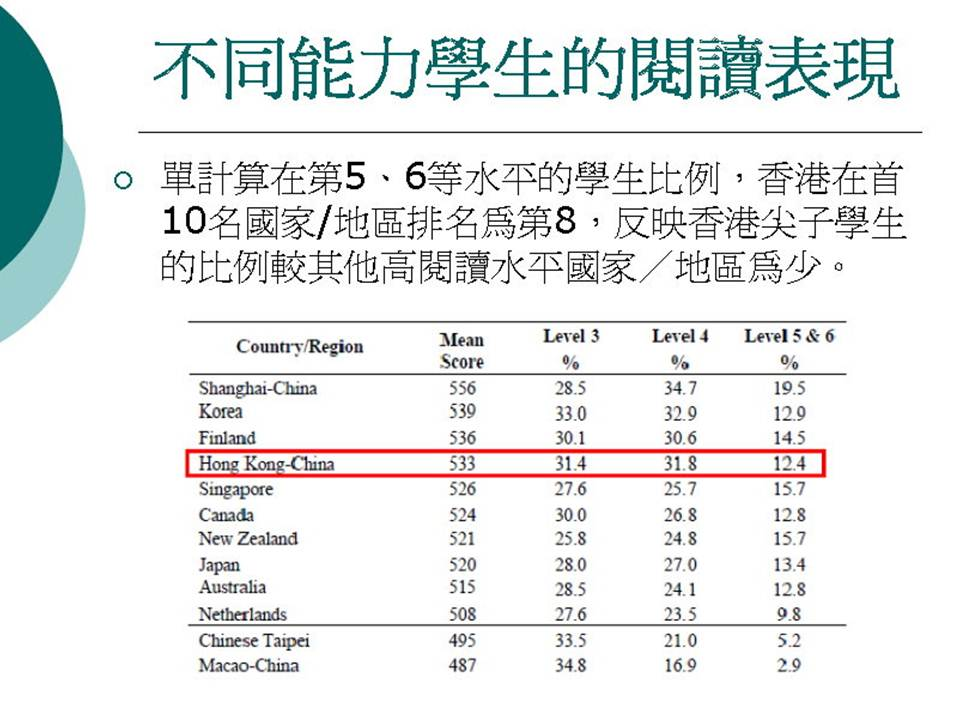 不同能力學生的閱讀表現
單計算在第5、6等水平的學生比例，香港在首
10名國家/地區排名爲第8，反映香港尖子學生
的比例較其他高閱讀水平國家／地區爲少。
Country/Region Mean Score Level 3 % Level 4 % Level 5 & 6 %
Shanghai-China 556 28.5 34.7 19.5
Korea 539 33.0 32.9 12.9
Finland 536 30.1 30.6 14.5
Hong Kong-China 533 31.4 31.8 12.4
Singapore 526 27.6 25.7 15.7
Canada 524 30.0 26.8 12.8
New Zealand 521 25.8 24.8 15.7
Japan 520 28.0 27.0 13.4
Australia 515 28.5 24.1 12.8
Netherlands 508 27.6 23.5 9.8
Chinese Taipei 495 33.5 21.0 5.2
Macao-China 487 34.8 16.9 2.9